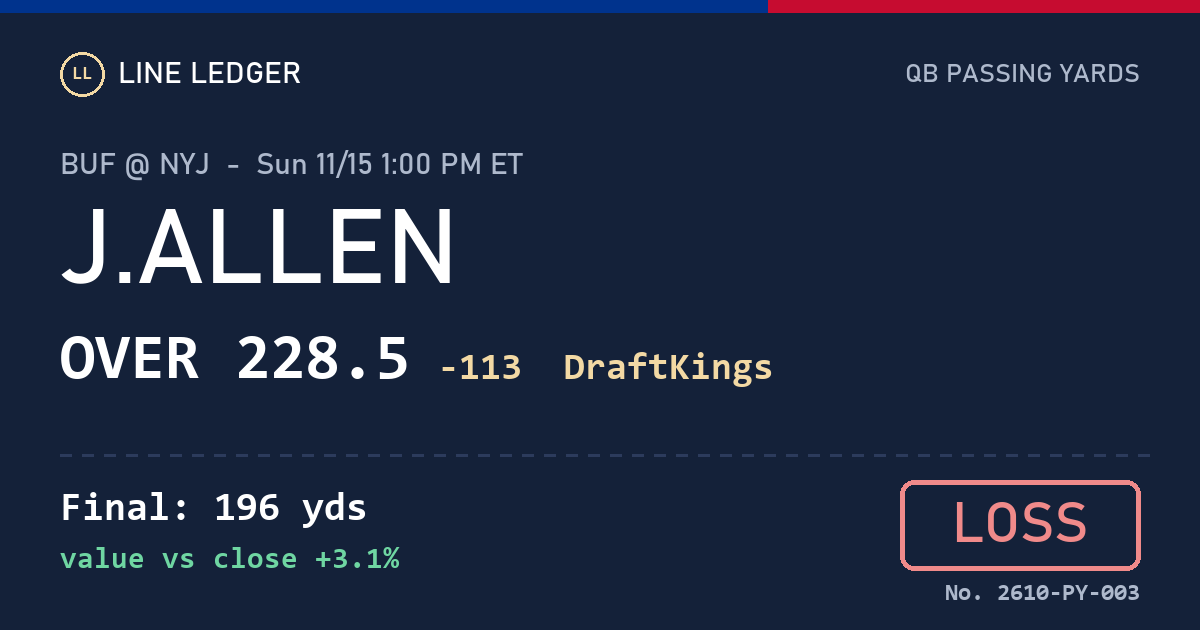 LL LINE LEDGER
QB PASSING YARDS
BUF @ NYJ - Sun 11/15 1:00 PM ET
J.ALLEN
OVER 228.5 -113 DraftKings
Final: 196 yds
value vs close +3.1%
LOSS
No. 2610-PY-003